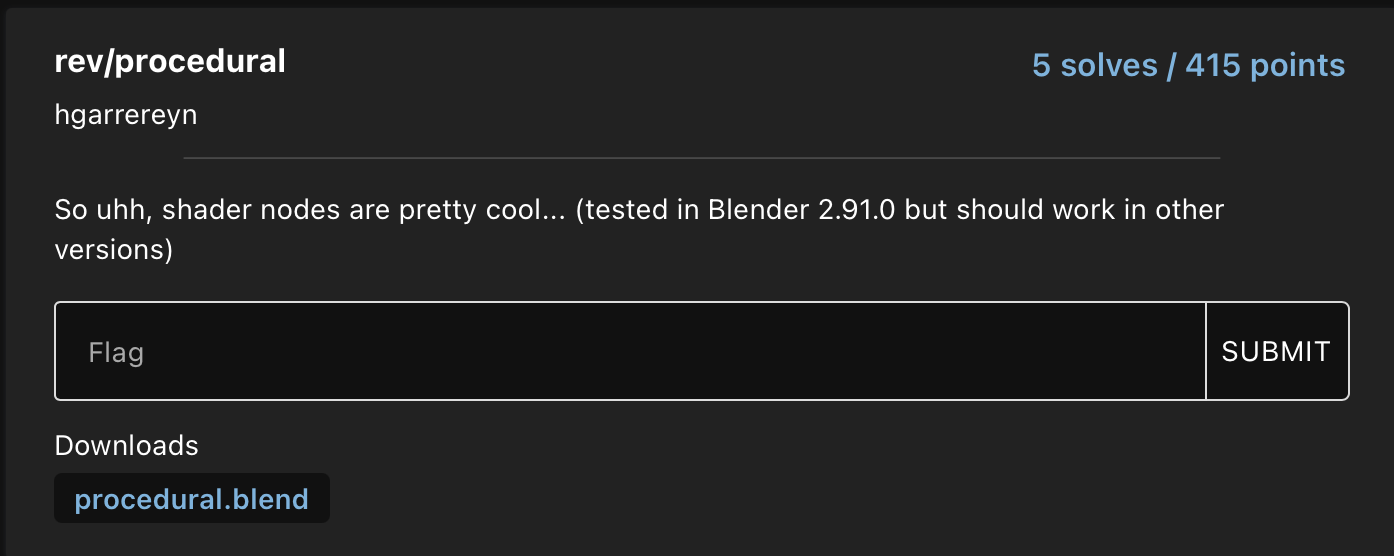 rev/procedural
5 solves / 415 points
hgarrereyn
So uhh, shader nodes are pretty cool... (tested in Blender 2.91.0 but should work in other
versions)
Flag
SUBMIT
Downloads
procedural.blend